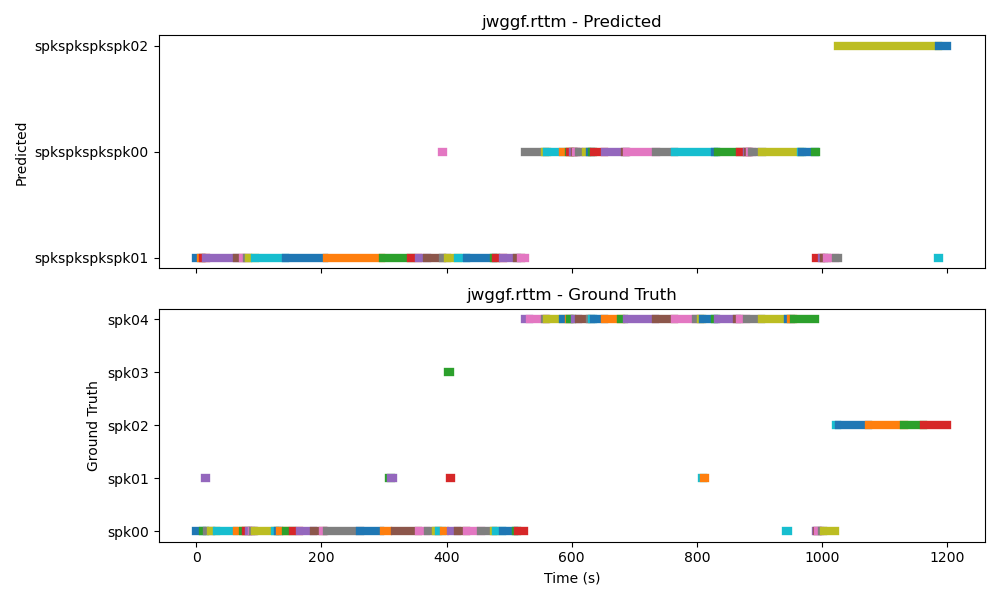 jwggf.rttm - Predicted
spkspkspkspk02
spkspkspkspk00
spkspkspkspk01
Predicted
jwggf.rttm - Ground Truth
spk04
spk03
spk02
spk01
spk00
Ground Truth
0 200 400 600 800 1000 1200
Time (s)